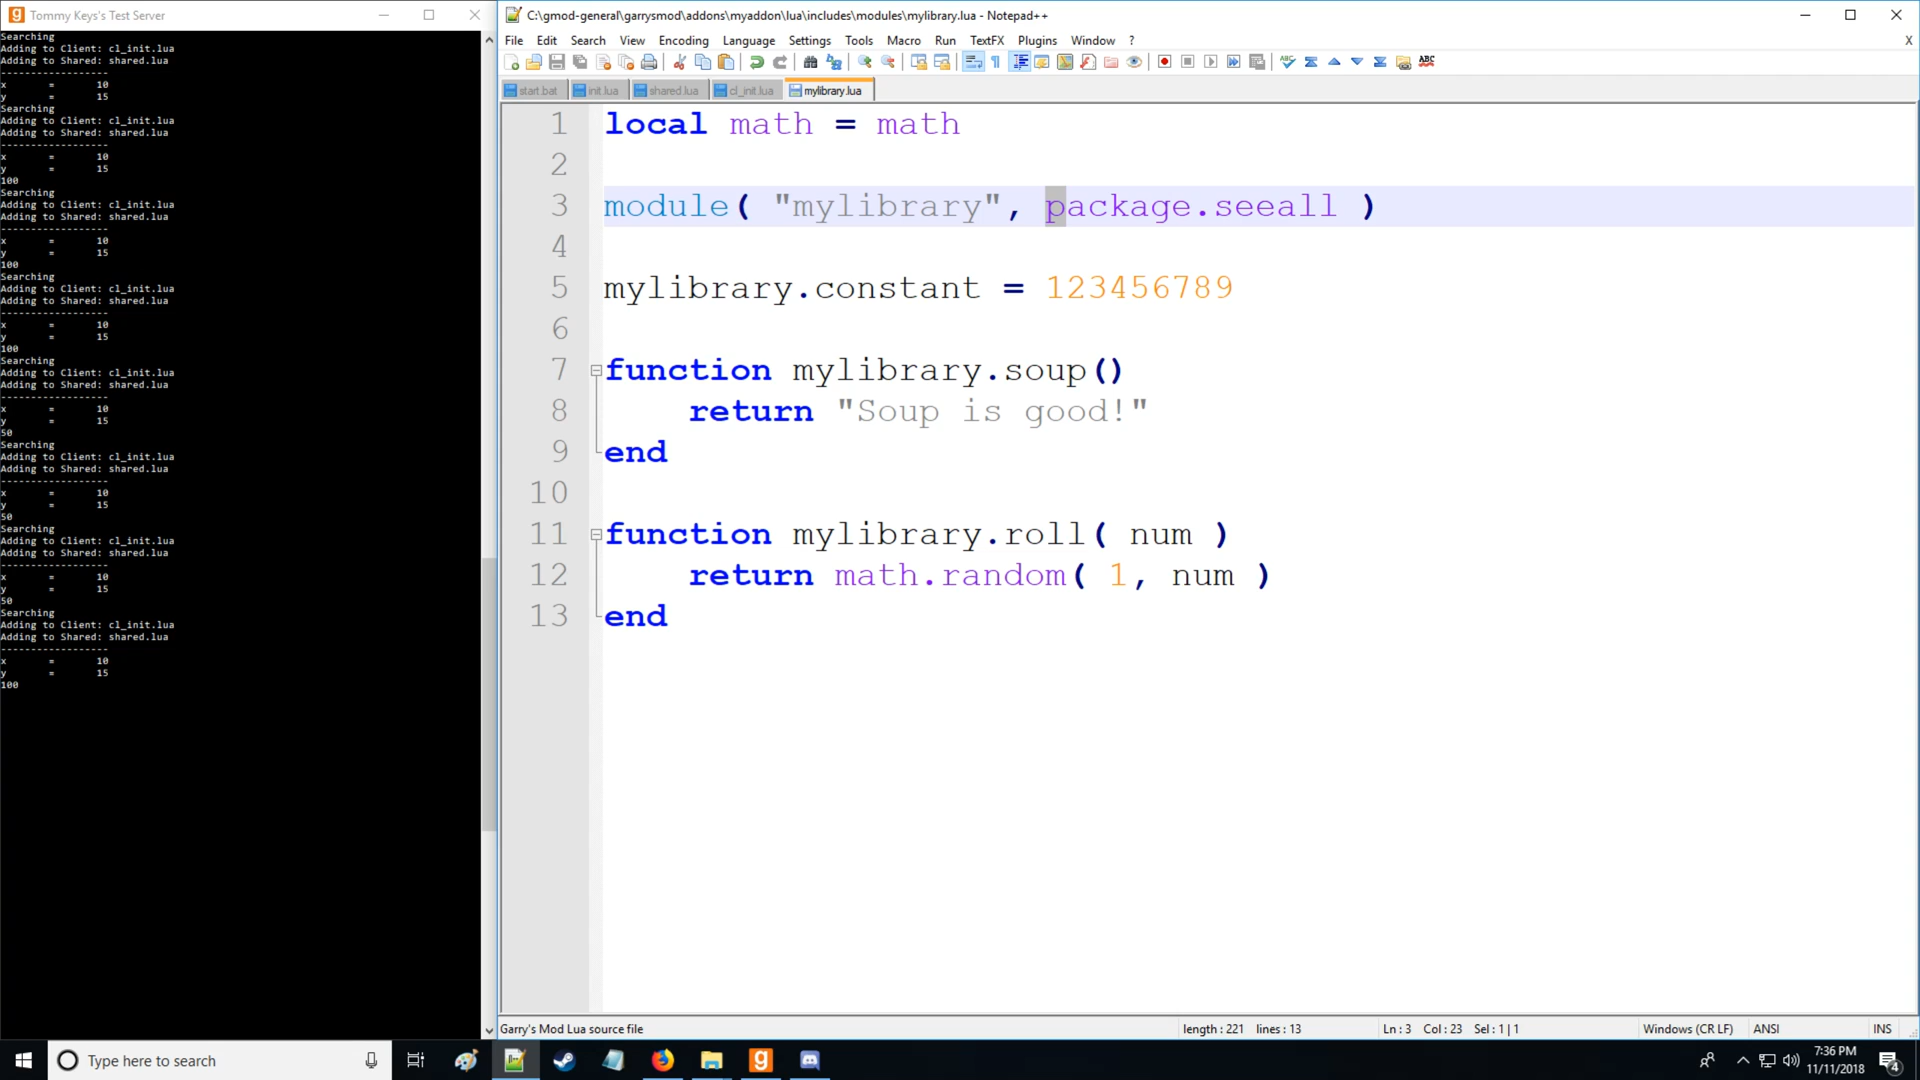 Tommy Keys's Test Server
Searching
Adding to Client: cl_init.lua
Adding to Shared: shared.lua
------------------
x = 10
y = 15
Searching
Adding to Client: cl_init.lua
Adding to Shared: shared.lua
------------------
x = 10
y = 15
100
Searching
Adding to Client: cl_init.lua
Adding to Shared: shared.lua
------------------
x = 10
y = 15
100
Searching
Adding to Client: cl_init.lua
Adding to Shared: shared.lua
------------------
x = 10
y = 15
100
Searching
Adding to Client: cl_init.lua
Adding to Shared: shared.lua
------------------
x = 10
y = 15
50
Searching
Adding to Client: cl_init.lua
Adding to Shared: shared.lua
------------------
x = 10
y = 15
50
Searching
Adding to Client: cl_init.lua
Adding to Shared: shared.lua
------------------
x = 10
y = 15
50
Searching
Adding to Client: cl_init.lua
Adding to Shared: shared.lua
------------------
x = 10
y = 15
100
C:\gmod-general\garrysmod\addons\myaddon\lua\includes\modules\mylibrary.lua - Notepad++
File Edit Search View Encoding Language Settings Tools Macro Run TextFX Plugins Window ? X
start.bat init.lua shared.lua cl_init.lua mylibrary.lua
1 local math = math
2
3 module( "mylibrary", package.seeall )
4
5 mylibrary.constant = 123456789
6
7 function mylibrary.soup()
8 return "Soup is good!"
9 end
10
11 function mylibrary.roll( num )
12 return math.random( 1, num )
13 end
Garry's Mod Lua source file length : 221 lines : 13 Ln : 3 Col : 23 Sel : 1 | 1 Windows (CR LF) ANSI INS
Type here to search
7:36 PM
11/11/2018
4